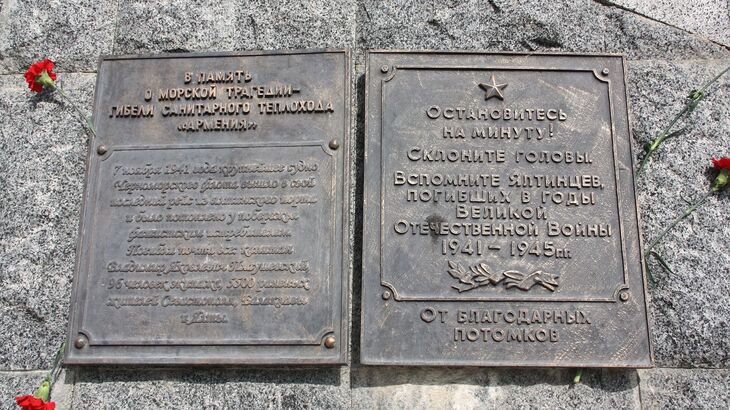 В память
о морской трагедии–
гибели санитарного теплохода
«Армения»
7 ноября 1941 года крупнейшее судно
Черноморского флота вышло в свой
последний рейс из ялтинского порта
и было потоплено у побережья
фашистским
Погибли почти все: капитан
Владимир Яковлевич Плаушевский,
96 человек экипажа, 5500 раненых,
жителей Севастополя, Балаклавы
и Ялты.
Остановитесь
на минуту!
Склоните головы.
Вспомните Ялтинцев,
погибших в годы
Великой
Отечественной Войны
1941 – 1945гг.
От благодарных
потомков